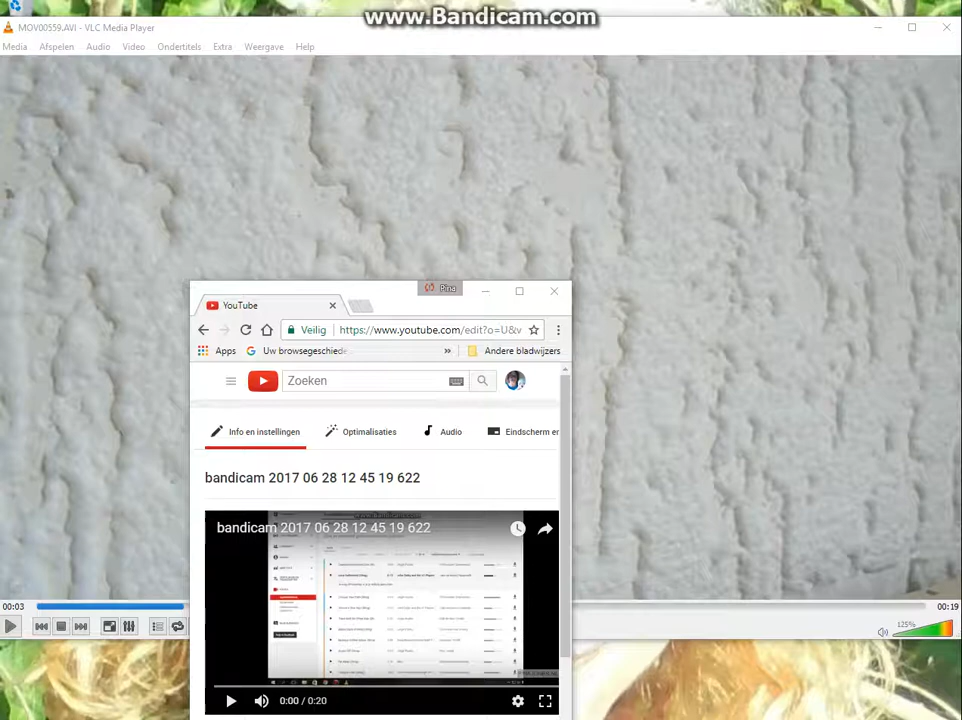 www.Bandicam.com
MOV00559.AVI - VLC Media Player
Media Afspelen Audio Video Ondertitels Extra Weergave Help
Pina
YouTube
Veilig https://www.youtube.com/edit?o=U&v
Apps Uw browsegeschiede... » Andere bladwijzers
Zoeken
Info en instellingen Optimalisaties Audio Eindscherm er
bandicam 2017 06 28 12 45 19 622
bandicam 2017 06 28 12 45 19 622
00:03 00:19
125%
0:00 / 0:20